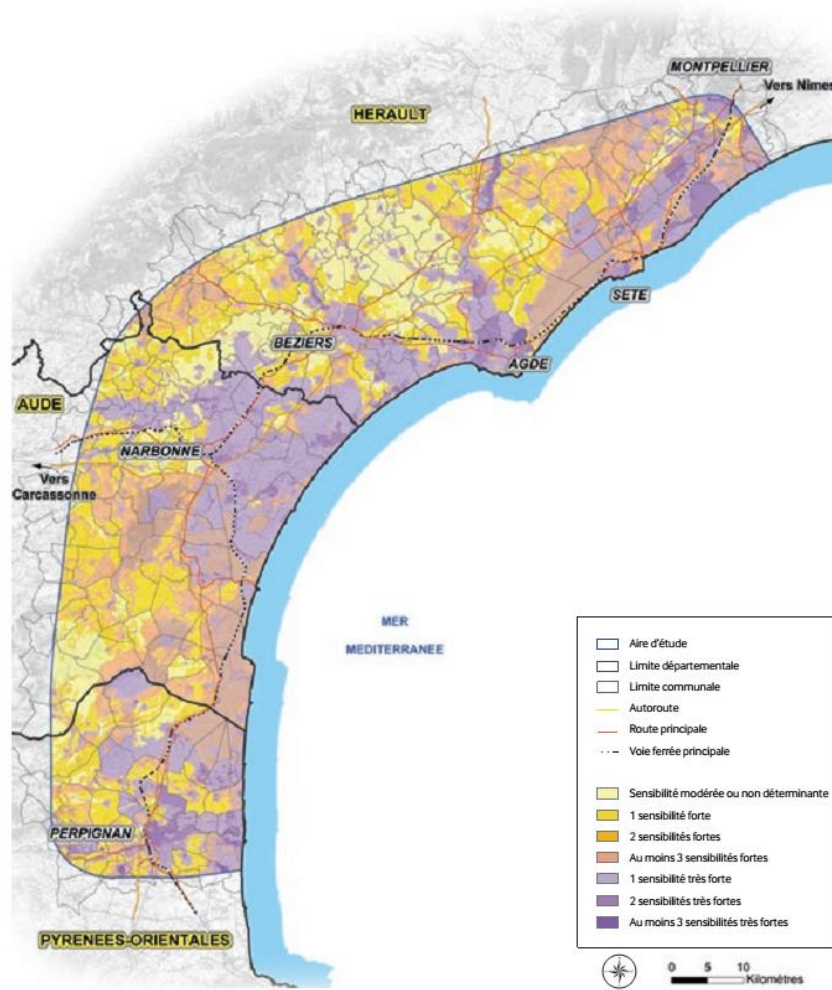 MONTPELLIER
Vers Nimes
HERAULT
SETE
BEZIERS
AGDE
AUDE
NARBONNE
Vers
Carcassonne
MER
MEDITERRANEE
Aire d'étude
Limite départementale
Limite communale
Autoroute
Route principale
Voie ferrée principale
Sensibilité modérée ou non déterminante
1 sensibilité forte
2 sensibilités fortes
Au moins 3 sensibilités fortes
1 sensibilité très forte
2 sensibilités très fortes
Au moins 3 sensibilités très fortes
PERPIGNAN
PYRENEES-ORIENTALES
0 5 10
Kilomètres